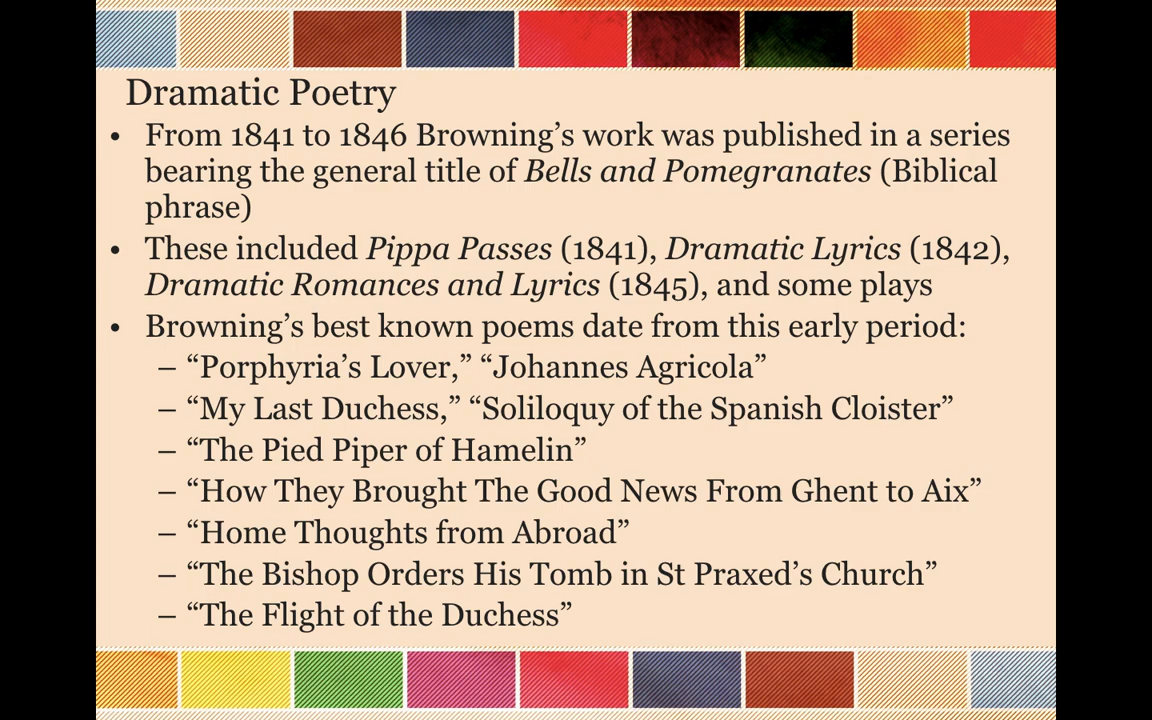 Dramatic Poetry
• From 1841 to 1846 Browning’s work was published in a series
bearing the general title of Bells and Pomegranates (Biblical
phrase)
• These included Pippa Passes (1841), Dramatic Lyrics (1842),
Dramatic Romances and Lyrics (1845), and some plays
• Browning’s best known poems date from this early period:
– “Porphyria’s Lover,” “Johannes Agricola”
– “My Last Duchess,” “Soliloquy of the Spanish Cloister”
– “The Pied Piper of Hamelin”
– “How They Brought The Good News From Ghent to Aix”
– “Home Thoughts from Abroad”
– “The Bishop Orders His Tomb in St Praxed’s Church”
– “The Flight of the Duchess”